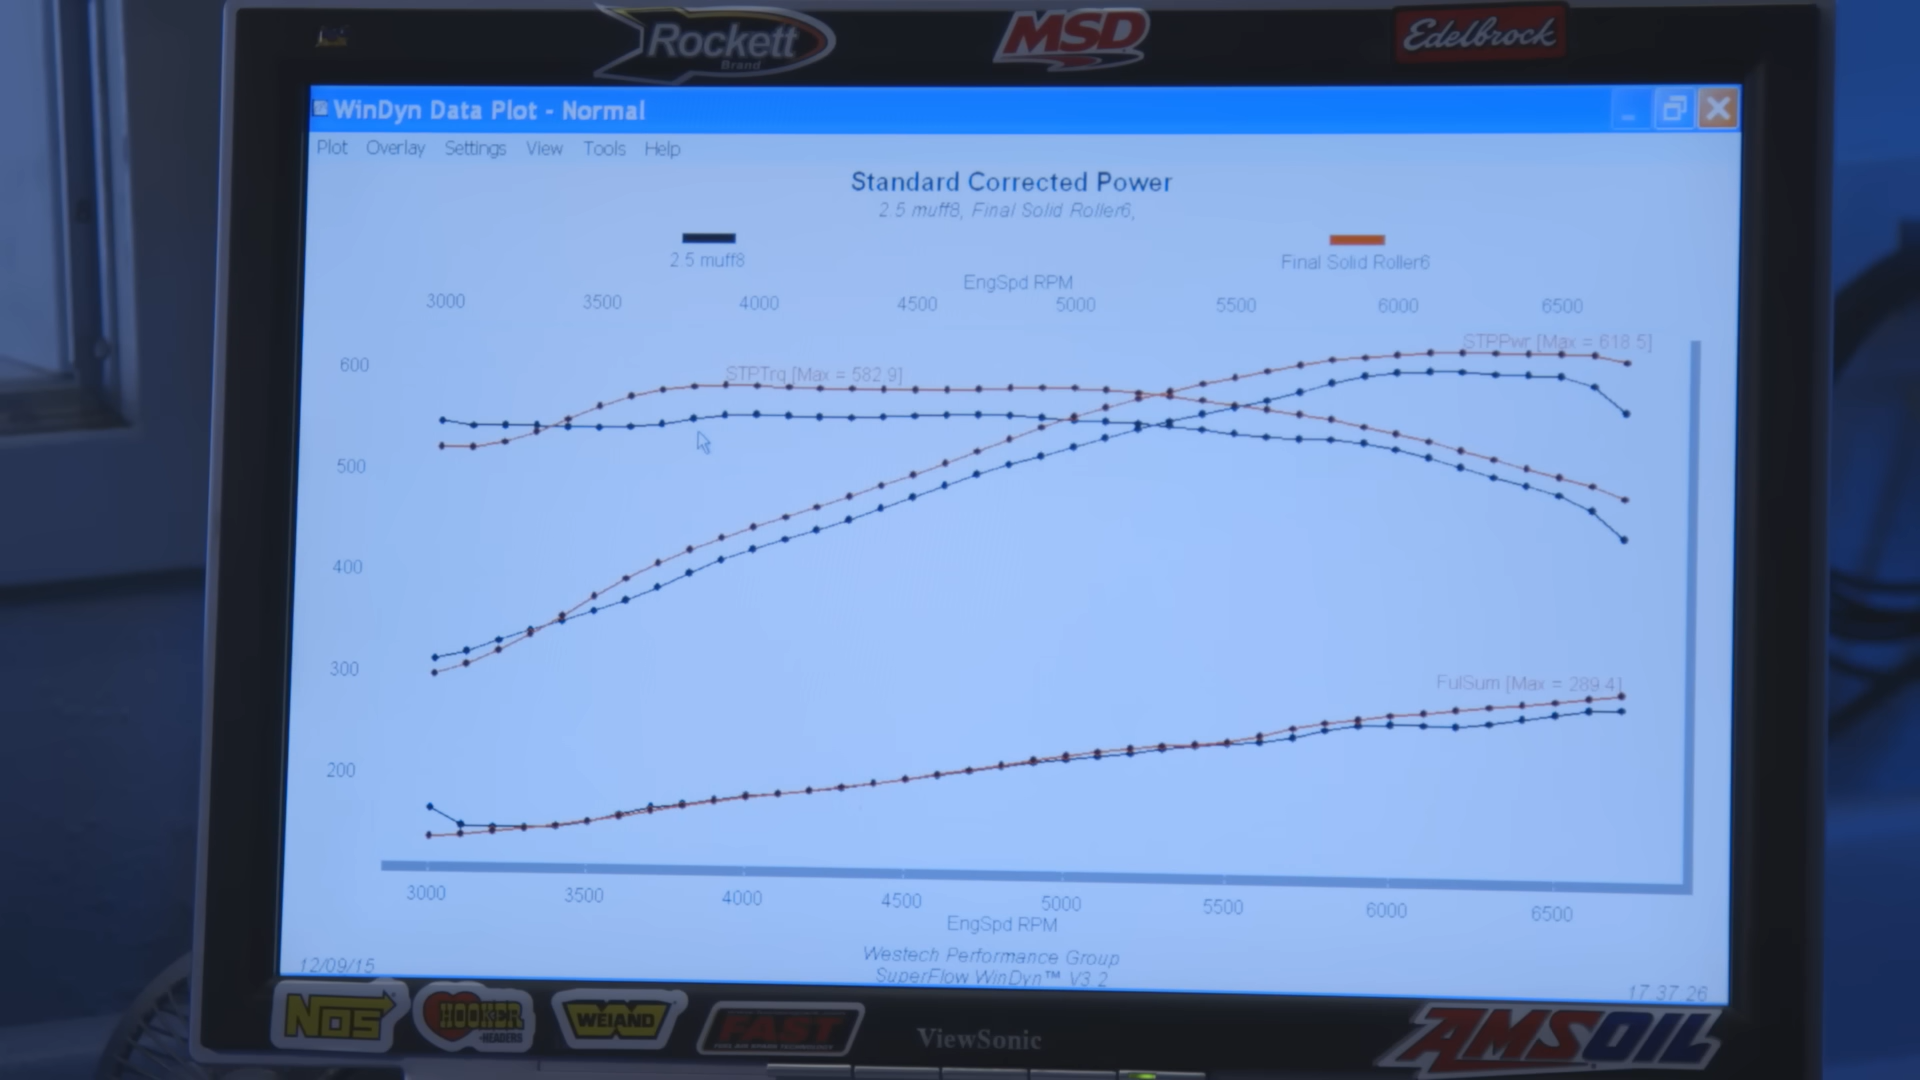 Rockett
Brand
MSD
Edelbrock
WinDyn Data Plot - Normal
Plot Overlay Settings View Tools Help
Standard Corrected Power
2.5 muff8, Final Solid Roller6,
2.5 muff8
Final Solid Roller6
EngSpd RPM
3000 3500 4000 4500 5000 5500 6000 6500
STPPwr [Max = 618.5]
600
STPTrq [Max = 582.9]
500
400
300
FulSum [Max = 289.4]
200
3000 3500 4000 4500 5000 5500 6000 6500
EngSpd RPM
Westech Performance Group
SuperFlow WinDyn™ V3.2
12/09/15
17:37:26
NOS
HOOKER
HEADERS
WEIAND
FAST
ViewSonic
AMSOIL